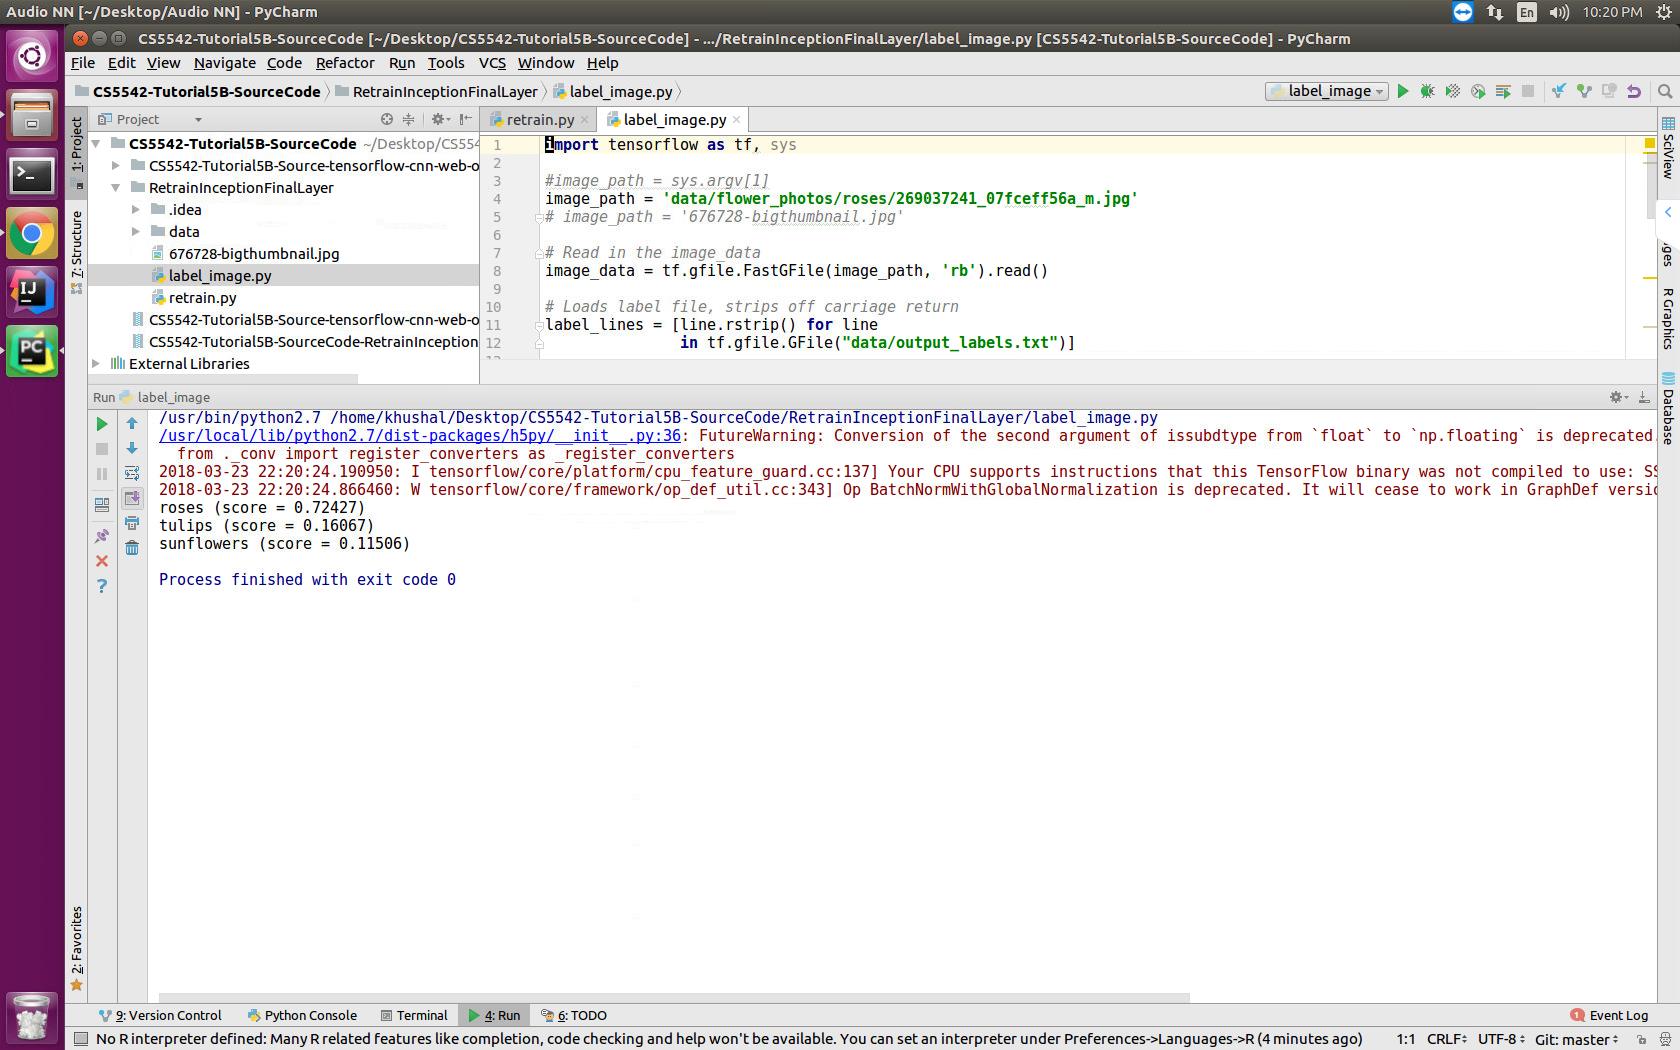 Audio NN [~/Desktop/Audio NN] - PyCharm
En
10:20 PM
CS5542-Tutorial5B-SourceCode [~/Desktop/CS5542-Tutorial5B-SourceCode] - .../RetrainInceptionFinalLayer/label_image.py [CS5542-Tutorial5B-SourceCode] - PyCharm
File Edit View Navigate Code Refactor Run Tools VCS Window Help
CS5542-Tutorial5B-SourceCode RetrainInceptionFinalLayer label_image.py
label_image
1: Project
7: Structure
2: Favorites
Project
CS5542-Tutorial5B-SourceCode ~/Desktop/CS54
CS5542-Tutorial5B-Source-tensorflow-cnn-web-o
RetrainInceptionFinalLayer
.idea
data
676728-bigthumbnail.jpg
label_image.py
retrain.py
CS5542-Tutorial5B-Source-tensorflow-cnn-web-o
CS5542-Tutorial5B-SourceCode-RetrainInception
External Libraries
retrain.py label_image.py
1 import tensorflow as tf, sys
2
3 #image_path = sys.argv[1]
4 image_path = 'data/flower_photos/roses/269037241_07fceff56a_m.jpg'
5 # image_path = '676728-bigthumbnail.jpg'
6
7 # Read in the image_data
8 image_data = tf.gfile.FastGFile(image_path, 'rb').read()
9
10 # Loads label file, strips off carriage return
11 label_lines = [line.rstrip() for line
12 in tf.gfile.GFile("data/output_labels.txt")]
SciView
R Graphics
Database
Run label_image
/usr/bin/python2.7 /home/khushal/Desktop/CS5542-Tutorial5B-SourceCode/RetrainInceptionFinalLayer/label_image.py
/usr/local/lib/python2.7/dist-packages/h5py/__init__.py:36: FutureWarning: Conversion of the second argument of issubdtype from `float` to `np.floating` is deprecated.
from ._conv import register_converters as _register_converters
2018-03-23 22:20:24.190950: I tensorflow/core/platform/cpu_feature_guard.cc:137] Your CPU supports instructions that this TensorFlow binary was not compiled to use: SS
2018-03-23 22:20:24.866460: W tensorflow/core/framework/op_def_util.cc:343] Op BatchNormWithGlobalNormalization is deprecated. It will cease to work in GraphDef versio
roses (score = 0.72427)
tulips (score = 0.16067)
sunflowers (score = 0.11506)
Process finished with exit code 0
9: Version Control Python Console Terminal 4: Run 6: TODO 1 Event Log
No R interpreter defined: Many R related features like completion, code checking and help won't be available. You can set an interpreter under Preferences->Languages->R (4 minutes ago) 1:1 CRLF UTF-8 Git: master